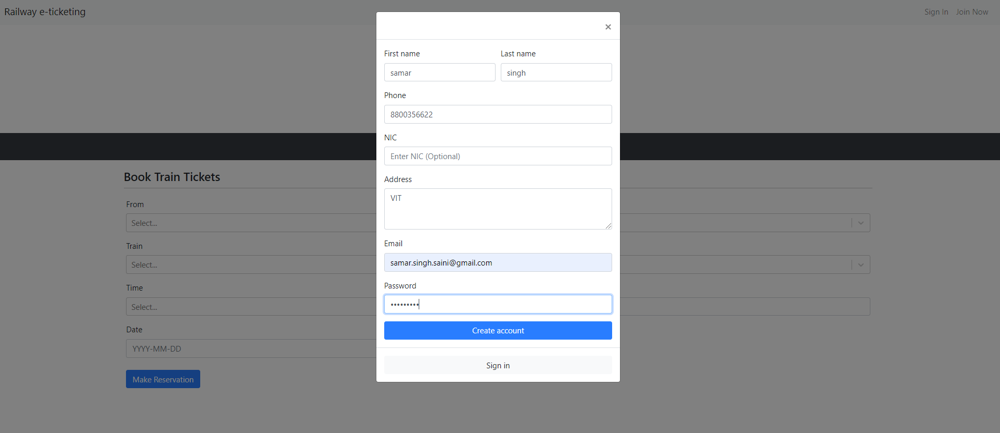 Railway e-ticketing
Sign In Join Now
×
First name Last name
samar singh
Phone
8800356622
NIC
Enter NIC (Optional)
Address
VIT
Email
samar.singh.saini@gmail.com
Password
•••••••••
Create account
Sign in
Book Train Tickets
From
Select...
Train
Select...
Time
Select...
Date
YYYY-MM-DD
Make Reservation